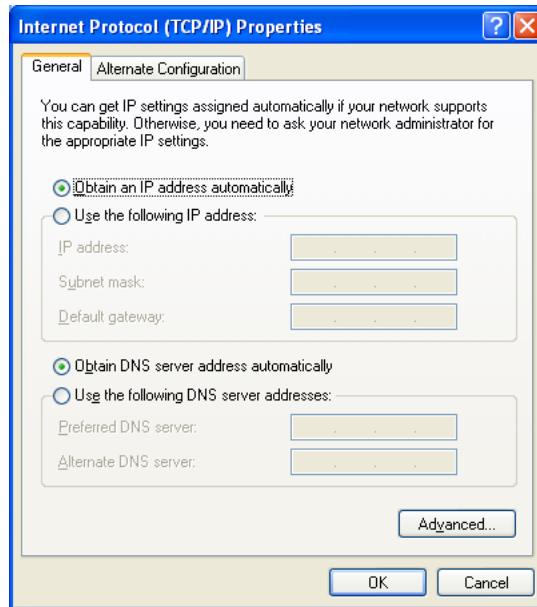 Internet Protocol (TCP/IP) Properties
General Alternate Configuration
You can get IP settings assigned automatically if your network supports
this capability. Otherwise, you need to ask your network administrator for
the appropriate IP settings.
Obtain an IP address automatically
Use the following IP address:
IP address:
Subnet mask:
Default gateway:
Obtain DNS server address automatically
Use the following DNS server addresses:
Preferred DNS server:
Alternate DNS server:
Advanced...
OK Cancel